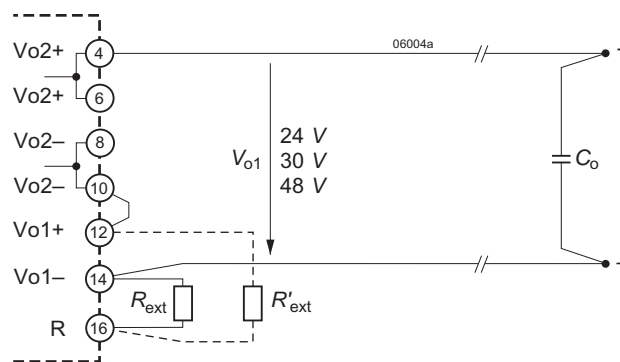 06004a
Vo2+ 4
Vo2+ 6
Vo2– 8
Vo2– 10
Vo1+ 12
Vo1– 14
R 16
Vo1
24 V
30 V
48 V
Co
Rext
R'ext